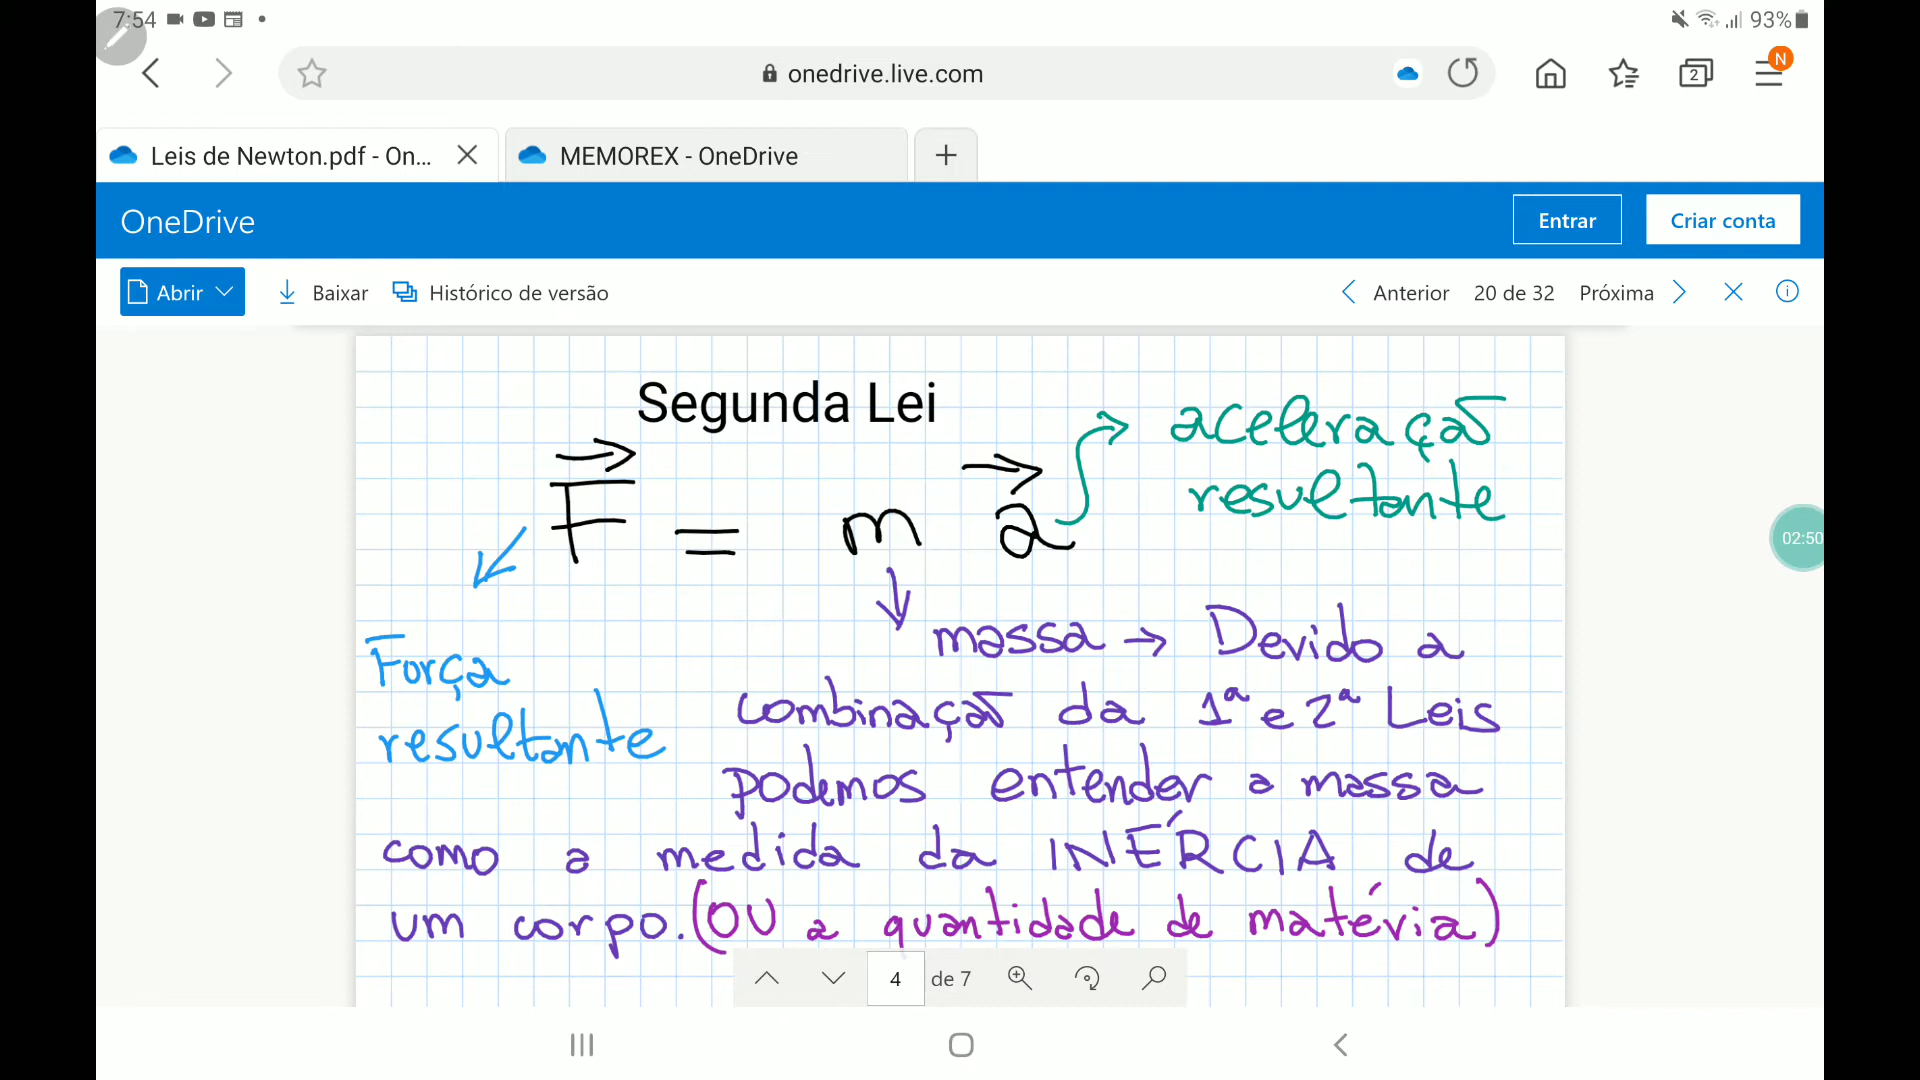 7:54
93%
onedrive.live.com
2
N
Leis de Newton.pdf - On...
MEMOREX - OneDrive
OneDrive
Entrar
Criar conta
Abrir
Baixar
Histórico de versão
Anterior
20 de 32
Próxima
Segunda Lei
F = m a
aceleração
resultante
02:50
Força
resultante
massa → Devido a
combinação da 1ª e 2ª Leis
podemos entender a massa
como a medida da INÉRCIA de
um corpo. (OU a quantidade de matéria)
4 de 7